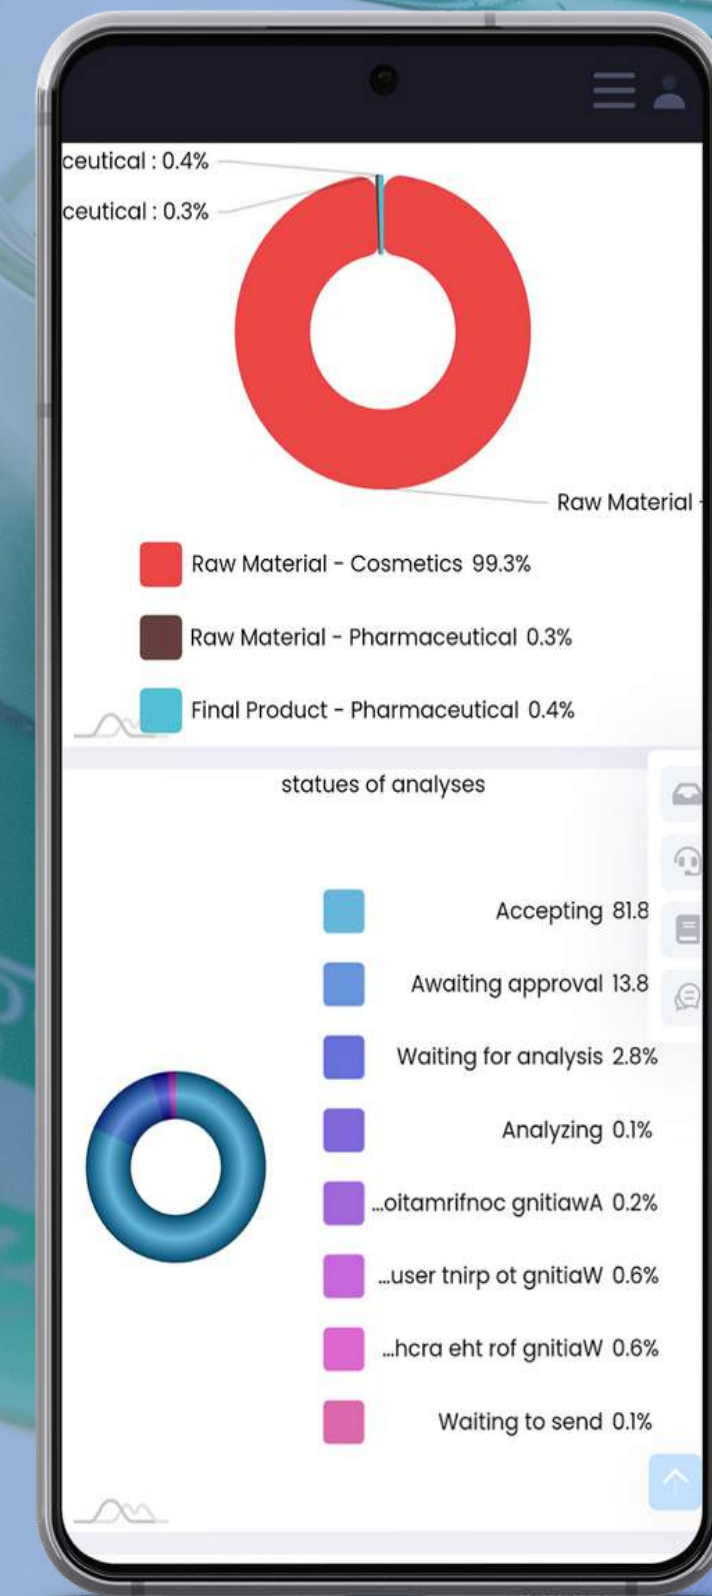 ceutical : 0.4%
ceutical : 0.3%
Raw Material -
Raw Material - Cosmetics 99.3%
Raw Material - Pharmaceutical 0.3%
Final Product - Pharmaceutical 0.4%
statues of analyses
Accepting 81.8
Awaiting approval 13.8
Waiting for analysis 2.8%
Analyzing 0.1%
...oitamrifnoc gnitiawA 0.2%
...user tnirp ot gnitiaW 0.6%
...hcra eht rof gnitiaW 0.6%
Waiting to send 0.1%